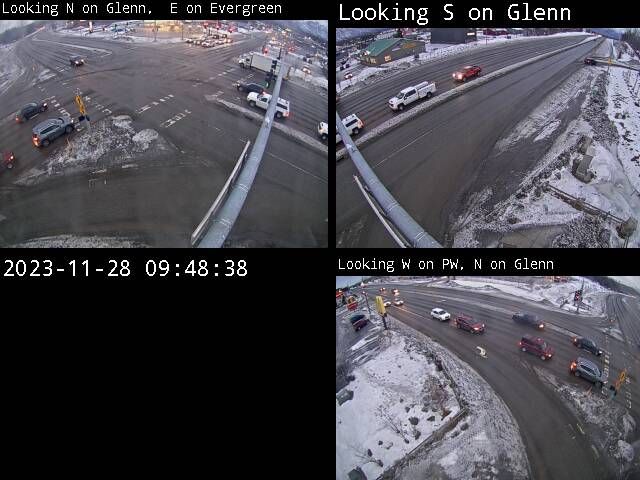 Looking N on Glenn,  E on Evergreen
Looking S on Glenn
2023-11-28 09:48:38
Looking W on PW, N on Glenn